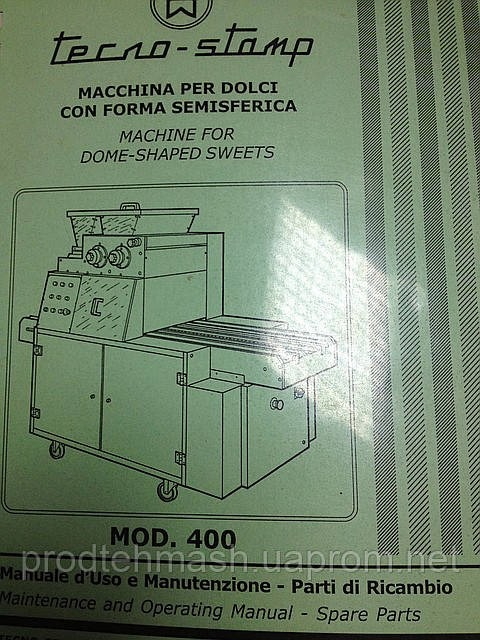 tecno-stamp
MACCHINA PER DOLCI
CON FORMA SEMISFERICA
MACHINE FOR
DOME-SHAPED SWEETS
MOD. 400
prodtehmash.uaprom.net
Manuale d'Uso e Manutenzione - Parti di Ricambio
Maintenance and Operating Manual - Spare Parts